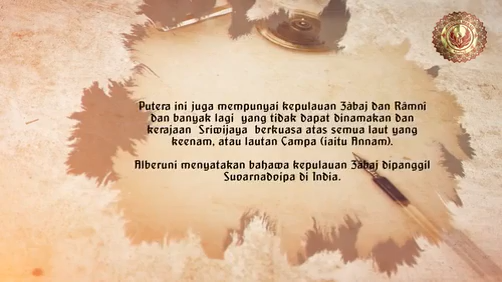 Putera ini juga mempunyai kepulauan Zābaj dan Rāmni
dan banyak lagi yang tidak dapat dinamakan dan
kerajaan Sriwijaya berkuasa atas semua laut yang
keenam, atau lautan Campa (iaitu Annam).
Alberuni menyatakan bahawa kepulauan Zābaj dipanggil
Suvarnadvipa di India.